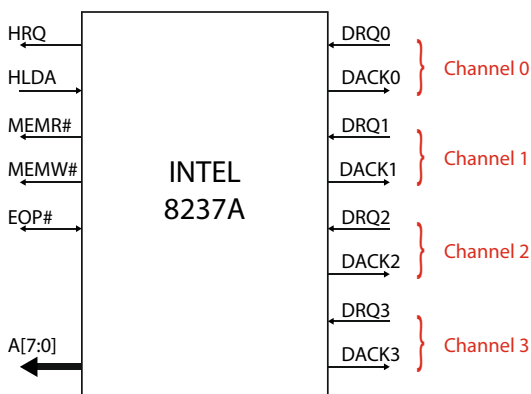 HRQ
HLDA
MEMR#
MEMW#
EOP#
A[7:0]
INTEL
8237A
DRQ0
DACK0
Channel 0
DRQ1
DACK1
Channel 1
DRQ2
DACK2
Channel 2
DRQ3
DACK3
Channel 3